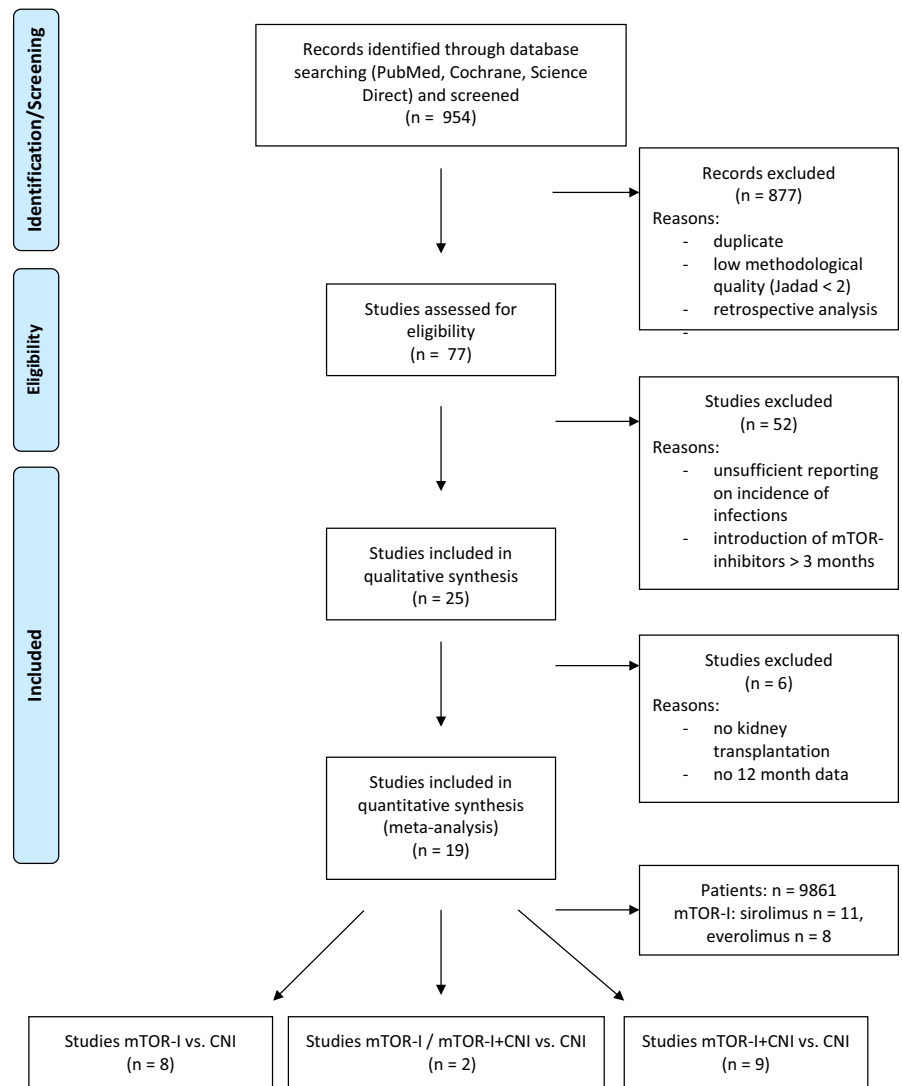 Identification/Screening
Records identified through database
searching (PubMed, Cochrane, Science
Direct) and screened
(n = 954)
Records excluded
(n = 877)
Reasons:
- duplicate
- low methodological
quality (Jadad < 2)
- retrospective analysis
-
Eligibility
Studies assessed for
eligibility
(n = 77)
Studies excluded
(n = 52)
Reasons:
- unsufficient reporting
on incidence of
infections
- introduction of mTOR-
inhibitors > 3 months
Included
Studies included in
qualitative synthesis
(n = 25)
Studies excluded
(n = 6)
Reasons:
- no kidney
transplantation
- no 12 month data
Studies included in
quantitative synthesis
(meta-analysis)
(n = 19)
Patients: n = 9861
mTOR-I: sirolimus n = 11,
everolimus n = 8
Studies mTOR-I vs. CNI
(n = 8)
Studies mTOR-I / mTOR-I+CNI vs. CNI
(n = 2)
Studies mTOR-I+CNI vs. CNI
(n = 9)